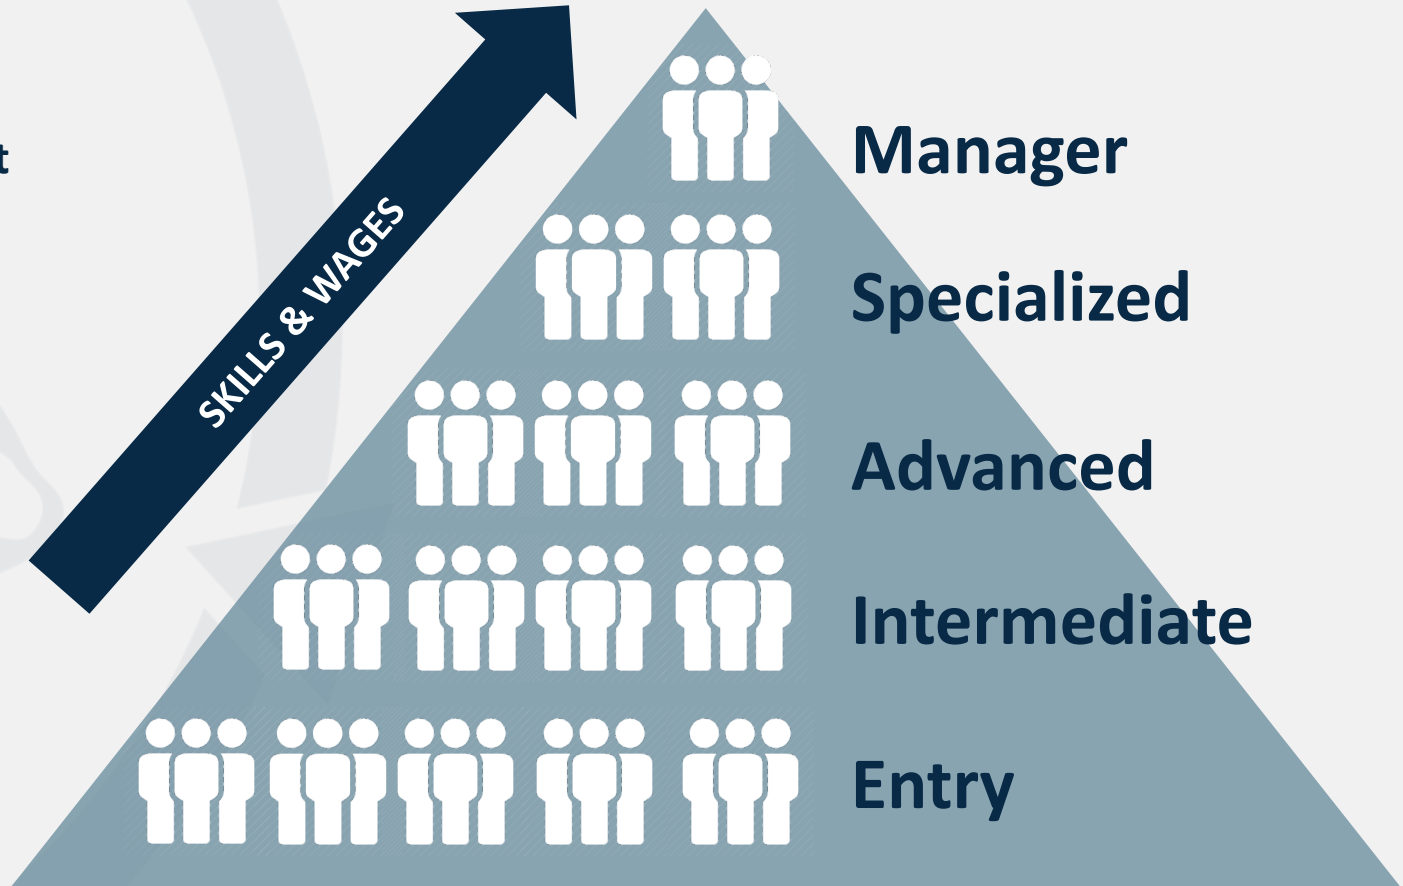 Manager
SKILLS & WAGES
Specialized
Advanced
Intermediate
Entry